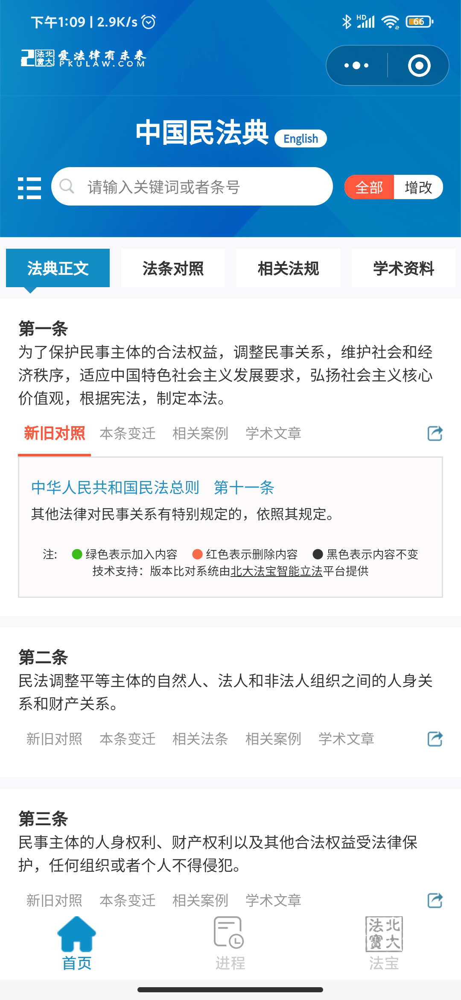 下午1:09 | 2.9K/s
HD
66
北大法寶 爱法律有未来
PKULAW.COM
中国民法典 English
请输入关键词或者条号
全部 增改
法典正文 法条对照 相关法规 学术资料
第一条
为了保护民事主体的合法权益，调整民事关系，维护社会和经
济秩序，适应中国特色社会主义发展要求，弘扬社会主义核心
价值观，根据宪法，制定本法。
新旧对照 本条变迁 相关案例 学术文章
中华人民共和国民法总则 第十一条
其他法律对民事关系有特别规定的，依照其规定。
注: 绿色表示加入内容 红色表示删除内容 黑色表示内容不变
技术支持：版本比对系统由北大法宝智能立法平台提供
第二条
民法调整平等主体的自然人、法人和非法人组织之间的人身关
系和财产关系。
新旧对照 本条变迁 相关法条 相关案例 学术文章
第三条
民事主体的人身权利、财产权利以及其他合法权益受法律保
护，任何组织或者个人不得侵犯。
新旧对照 本条变迁 相关案例 学术文章
北大法寶
首页 进程 法宝